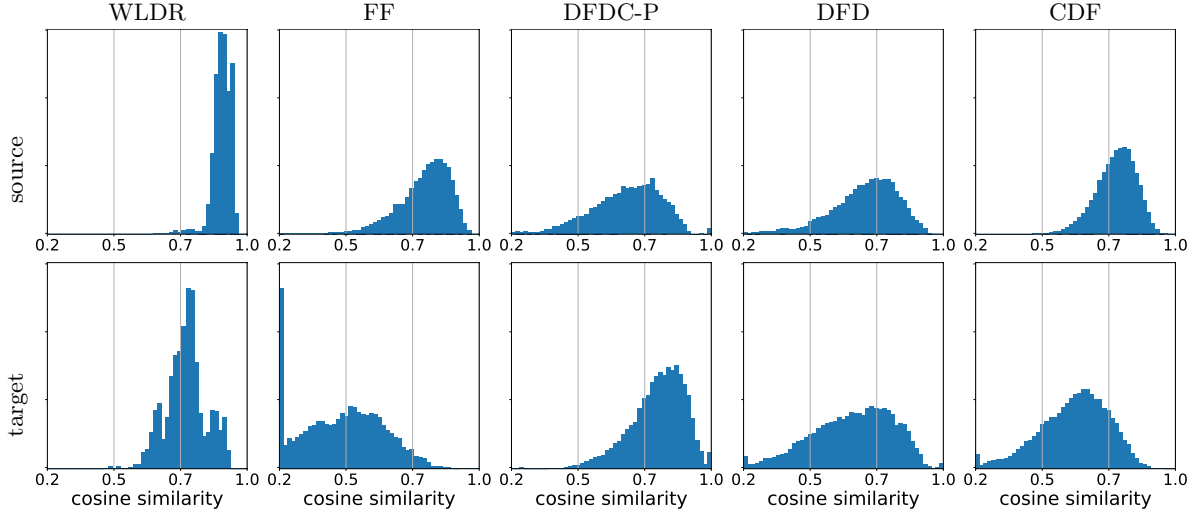 WLDR FF DFDC-P DFD CDF
source
0.2 0.5 0.7 1.0 0.2 0.5 0.7 1.0 0.2 0.5 0.7 1.0 0.2 0.5 0.7 1.0 0.2 0.5 0.7 1.0
target
0.2 0.5 0.7 1.0 0.2 0.5 0.7 1.0 0.2 0.5 0.7 1.0 0.2 0.5 0.7 1.0 0.2 0.5 0.7 1.0
cosine similarity cosine similarity cosine similarity cosine similarity cosine similarity